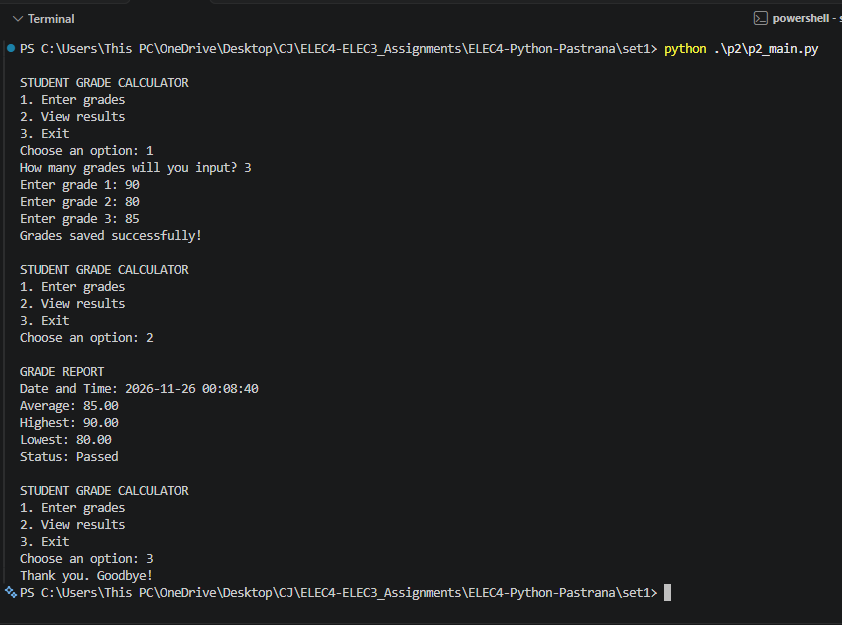 Terminal
powershell - s
PS C:\Users\This PC\OneDrive\Desktop\CJ\ELEC4-ELEC3_Assignments\ELEC4-Python-Pastrana\set1> python .\p2\p2_main.py
STUDENT GRADE CALCULATOR
1. Enter grades
2. View results
3. Exit
Choose an option: 1
How many grades will you input? 3
Enter grade 1: 90
Enter grade 2: 80
Enter grade 3: 85
Grades saved successfully!
STUDENT GRADE CALCULATOR
1. Enter grades
2. View results
3. Exit
Choose an option: 2
GRADE REPORT
Date and Time: 2026-11-26 00:08:40
Average: 85.00
Highest: 90.00
Lowest: 80.00
Status: Passed
STUDENT GRADE CALCULATOR
1. Enter grades
2. View results
3. Exit
Choose an option: 3
Thank you. Goodbye!
PS C:\Users\This PC\OneDrive\Desktop\CJ\ELEC4-ELEC3_Assignments\ELEC4-Python-Pastrana\set1>